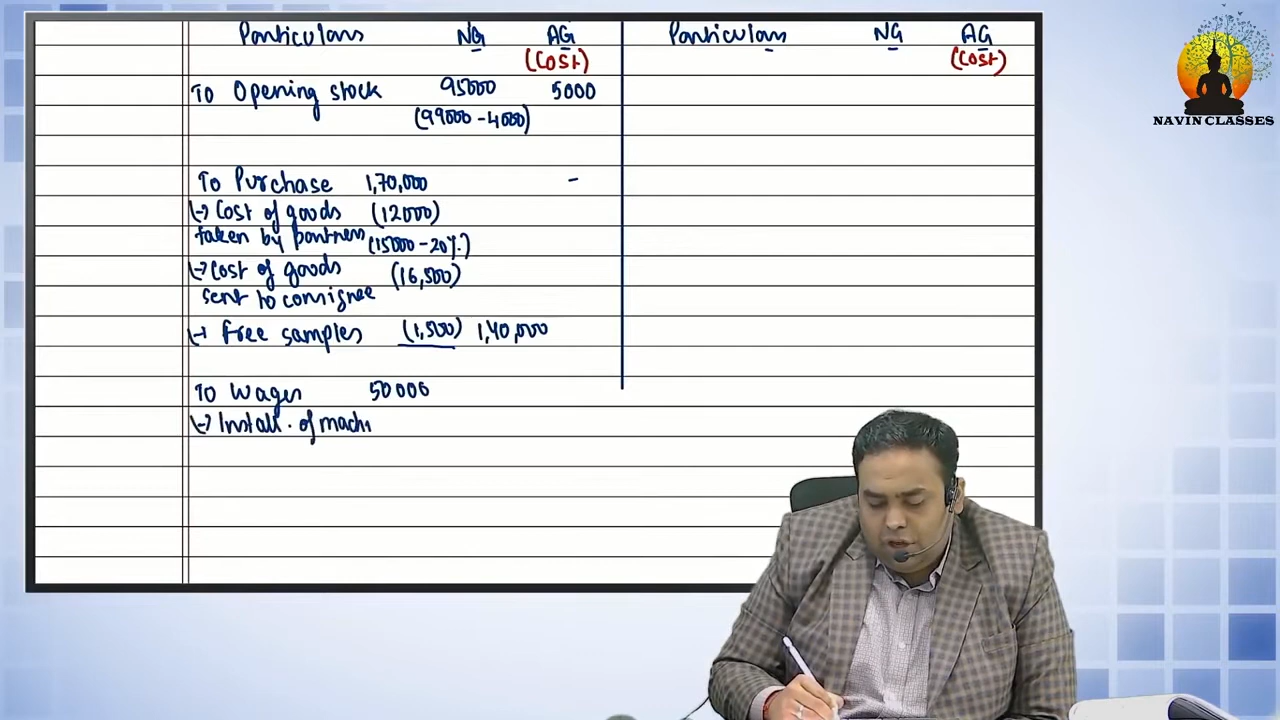 Particulars NG AG Particulars NG AG
(Cost) (Cost)
To Opening stock 95000 5000
(99000-4000)
To Purchase 1,70,000 -
↳ Cost of goods (12000)
taken by partners (15000-20%)
↳ Cost of goods (16,500)
sent to consignee
↳ Free samples (1,500) 1,40,000
To Wages 50000
↳ Install. of machi
NAVIN CLASSES